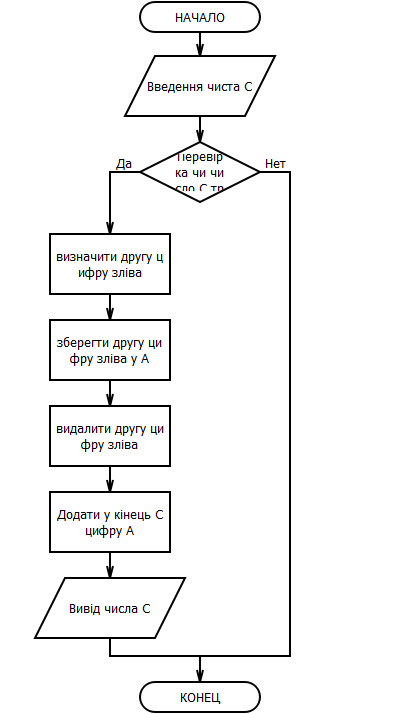 НАЧАЛО
Введення чиста С
Перевір
ка чи чи
сло С тр
Да
Нет
визначити другу ц
ифру зліва
зберегти другу ци
фру зліва у А
видалити другу ци
фру зліва
Додати у кінець С
цифру А
Вивід числа С
КОНЕЦ